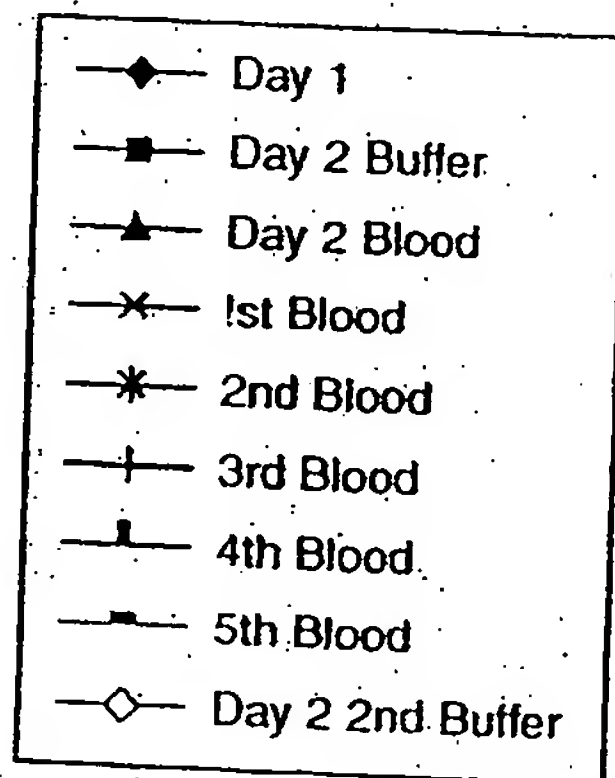 Day 1
Day 2 Buffer
Day 2 Blood
!st Blood
2nd Blood
3rd Blood
4th Blood
5th Blood
Day 2 2nd Buffer